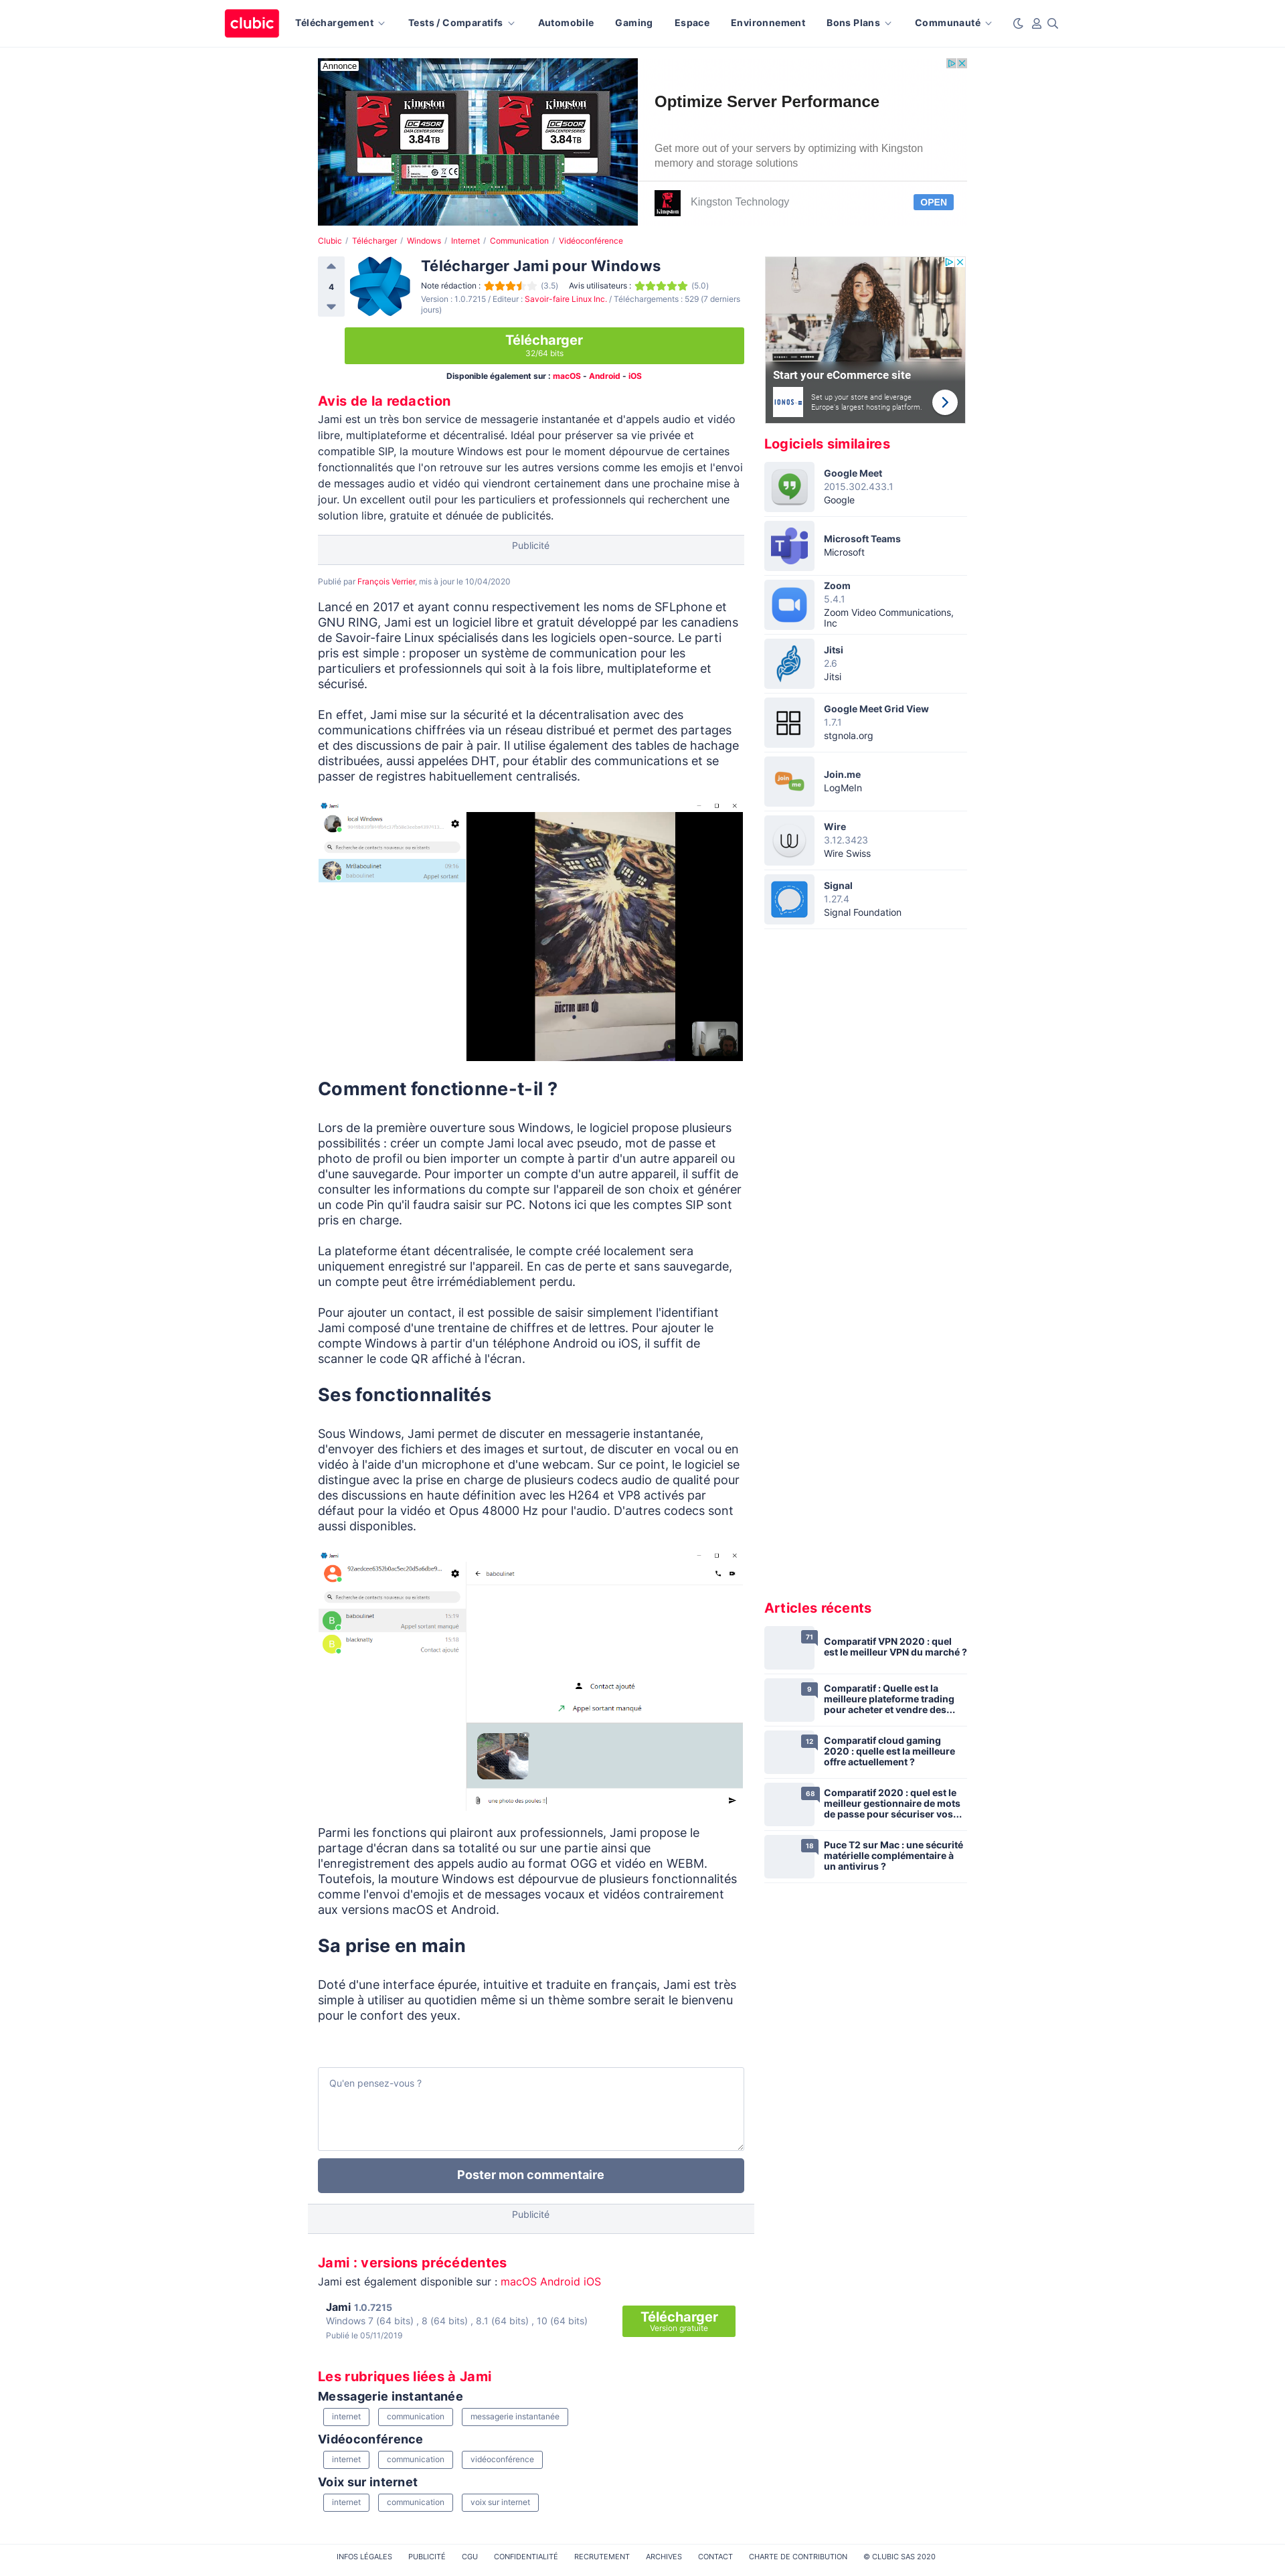 clubic
Téléchargement
Tests / Comparatifs
Automobile
Gaming
Espace
Environnement
Bons Plans
Communauté
Annonce
Kingston
DC450R
DATA CENTER SSD
3.84TB
Kingston
DC500R
DATA CENTER SSD
3.84TB
Optimize Server Performance
Get more out of your servers by optimizing with Kingston
memory and storage solutions
Kingston Technology
OPEN
Clubic / Télécharger / Windows / Internet / Communication / Vidéoconférence
4
Télécharger Jami pour Windows
Note rédaction : (3.5) Avis utilisateurs : (5.0)
Version : 1.0.7215 / Editeur : Savoir-faire Linux Inc. / Téléchargements : 529 (7 derniers
jours)
Télécharger
32/64 bits
Disponible également sur : macOS - Android - iOS
Avis de la redaction
Jami est un très bon service de messagerie instantanée et d'appels audio et vidéo
libre, multiplateforme et décentralisé. Idéal pour préserver sa vie privée et
compatible SIP, la mouture Windows est pour le moment dépourvue de certaines
fonctionnalités que l'on retrouve sur les autres versions comme les emojis et l'envoi
de messages audio et vidéo qui viendront certainement dans une prochaine mise à
jour. Un excellent outil pour les particuliers et professionnels qui recherchent une
solution libre, gratuite et dénuée de publicités.
Publicité
Publié par François Verrier, mis à jour le 10/04/2020
Lancé en 2017 et ayant connu respectivement les noms de SFLphone et
GNU RING, Jami est un logiciel libre et gratuit développé par les canadiens
de Savoir-faire Linux spécialisés dans les logiciels open-source. Le parti
pris est simple : proposer un système de communication pour les
particuliers et professionnels qui soit à la fois libre, multiplateforme et
sécurisé.
En effet, Jami mise sur la sécurité et la décentralisation avec des
communications chiffrées via un réseau distribué et permet des partages
et des discussions de pair à pair. Il utilise également des tables de hachage
distribuées, aussi appelées DHT, pour établir des communications et se
passer de registres habituellement centralisés.
Jami
local Windows
Recherche de contacts nouveaux ou existants
Mrllaboulinet
09:16
baboulinet
Appel sortant
DOCTOR WHO
Comment fonctionne-t-il ?
Lors de la première ouverture sous Windows, le logiciel propose plusieurs
possibilités : créer un compte Jami local avec pseudo, mot de passe et
photo de profil ou bien importer un compte à partir d'un autre appareil ou
d'une sauvegarde. Pour importer un compte d'un autre appareil, il suffit de
consulter les informations du compte sur l'appareil de son choix et générer
un code Pin qu'il faudra saisir sur PC. Notons ici que les comptes SIP sont
pris en charge.
La plateforme étant décentralisée, le compte créé localement sera
uniquement enregistré sur l'appareil. En cas de perte et sans sauvegarde,
un compte peut être irrémédiablement perdu.
Pour ajouter un contact, il est possible de saisir simplement l'identifiant
Jami composé d'une trentaine de chiffres et de lettres. Pour ajouter le
compte Windows à partir d'un téléphone Android ou iOS, il suffit de
scanner le code QR affiché à l'écran.
Ses fonctionnalités
Sous Windows, Jami permet de discuter en messagerie instantanée,
d'envoyer des fichiers et des images et surtout, de discuter en vocal ou en
vidéo à l'aide d'un microphone et d'une webcam. Sur ce point, le logiciel se
distingue avec la prise en charge de plusieurs codecs audio de qualité pour
des discussions en haute définition avec les H264 et VP8 activés par
défaut pour la vidéo et Opus 48000 Hz pour l'audio. D'autres codecs sont
aussi disponibles.
Jami
Recherche de contacts nouveaux ou existants
B
baboulinet
15:19
Appel sortant manqué
B
blacknally
15:18
Contact ajouté
baboulinet
Contact ajouté
Appel sortant manqué
une photo des poules !
Parmi les fonctions qui plairont aux professionnels, Jami propose le
partage d'écran dans sa totalité ou sur une partie ainsi que
l'enregistrement des appels audio au format OGG et vidéo en WEBM.
Toutefois, la mouture Windows est dépourvue de plusieurs fonctionnalités
comme l'envoi d'emojis et de messages vocaux et vidéos contrairement
aux versions macOS et Android.
Sa prise en main
Doté d'une interface épurée, intuitive et traduite en français, Jami est très
simple à utiliser au quotidien même si un thème sombre serait le bienvenu
pour le confort des yeux.
Qu'en pensez-vous ?
Poster mon commentaire
Publicité
Jami : versions précédentes
Jami est également disponible sur : macOS Android iOS
Jami 1.0.7215
Windows 7 (64 bits) , 8 (64 bits) , 8.1 (64 bits) , 10 (64 bits)
Publié le 05/11/2019
Télécharger
Version gratuite
Les rubriques liées à Jami
Messagerie instantanée
internet
communication
messagerie instantanée
Vidéoconférence
internet
communication
vidéoconférence
Voix sur internet
internet
communication
voix sur internet
Start your eCommerce site
IONOS
Set up your store and leverage
Europe's largest hosting platform.
Logiciels similaires
Google Meet
2015.302.433.1
Google
Microsoft Teams
Microsoft
Zoom
5.4.1
Zoom Video Communications,
Inc
Jitsi
2.6
Jitsi
Google Meet Grid View
1.7.1
stgnola.org
join
me
Join.me
LogMeIn
Wire
3.12.3423
Wire Swiss
Signal
1.27.4
Signal Foundation
Articles récents
71
Comparatif VPN 2020 : quel
est le meilleur VPN du marché ?
9
Comparatif : Quelle est la
meilleure plateforme trading
pour acheter et vendre des...
12
Comparatif cloud gaming
2020 : quelle est la meilleure
offre actuellement ?
68
Comparatif 2020 : quel est le
meilleur gestionnaire de mots
de passe pour sécuriser vos...
18
Puce T2 sur Mac : une sécurité
matérielle complémentaire à
un antivirus ?
INFOS LÉGALES
PUBLICITÉ
CGU
CONFIDENTIALITÉ
RECRUTEMENT
ARCHIVES
CONTACT
CHARTE DE CONTRIBUTION
© CLUBIC SAS 2020